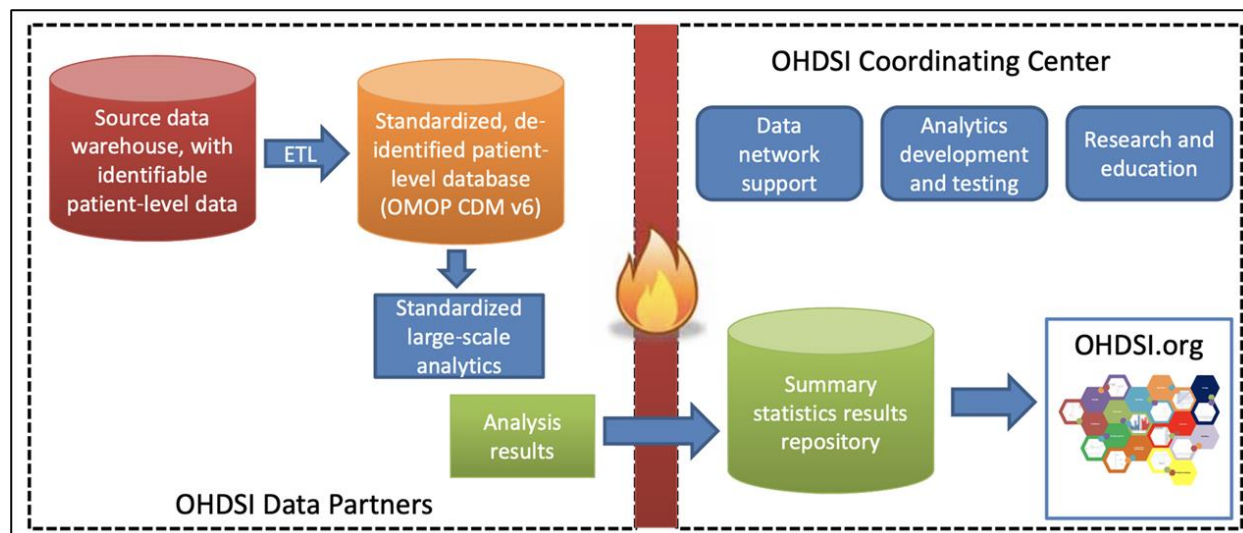 Source data
warehouse, with
identifiable
patient-level data
ETL
Standardized, de-
identified patient-
level database
(OMOP CDM v6)
Standardized
large-scale
analytics
Analysis
results
OHDSI Data Partners
OHDSI Coordinating Center
Data
network
support
Analytics
development
and testing
Research and
education
Summary
statistics results
repository
OHDSI.org